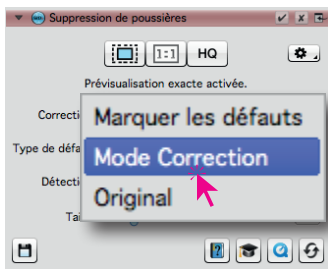 Suppression de poussières
1:1 HQ
Prévisualisation exacte activée.
Correcti
Marquer les défauts
Type de défa
Mode Correction
Détecti
Original
Tai